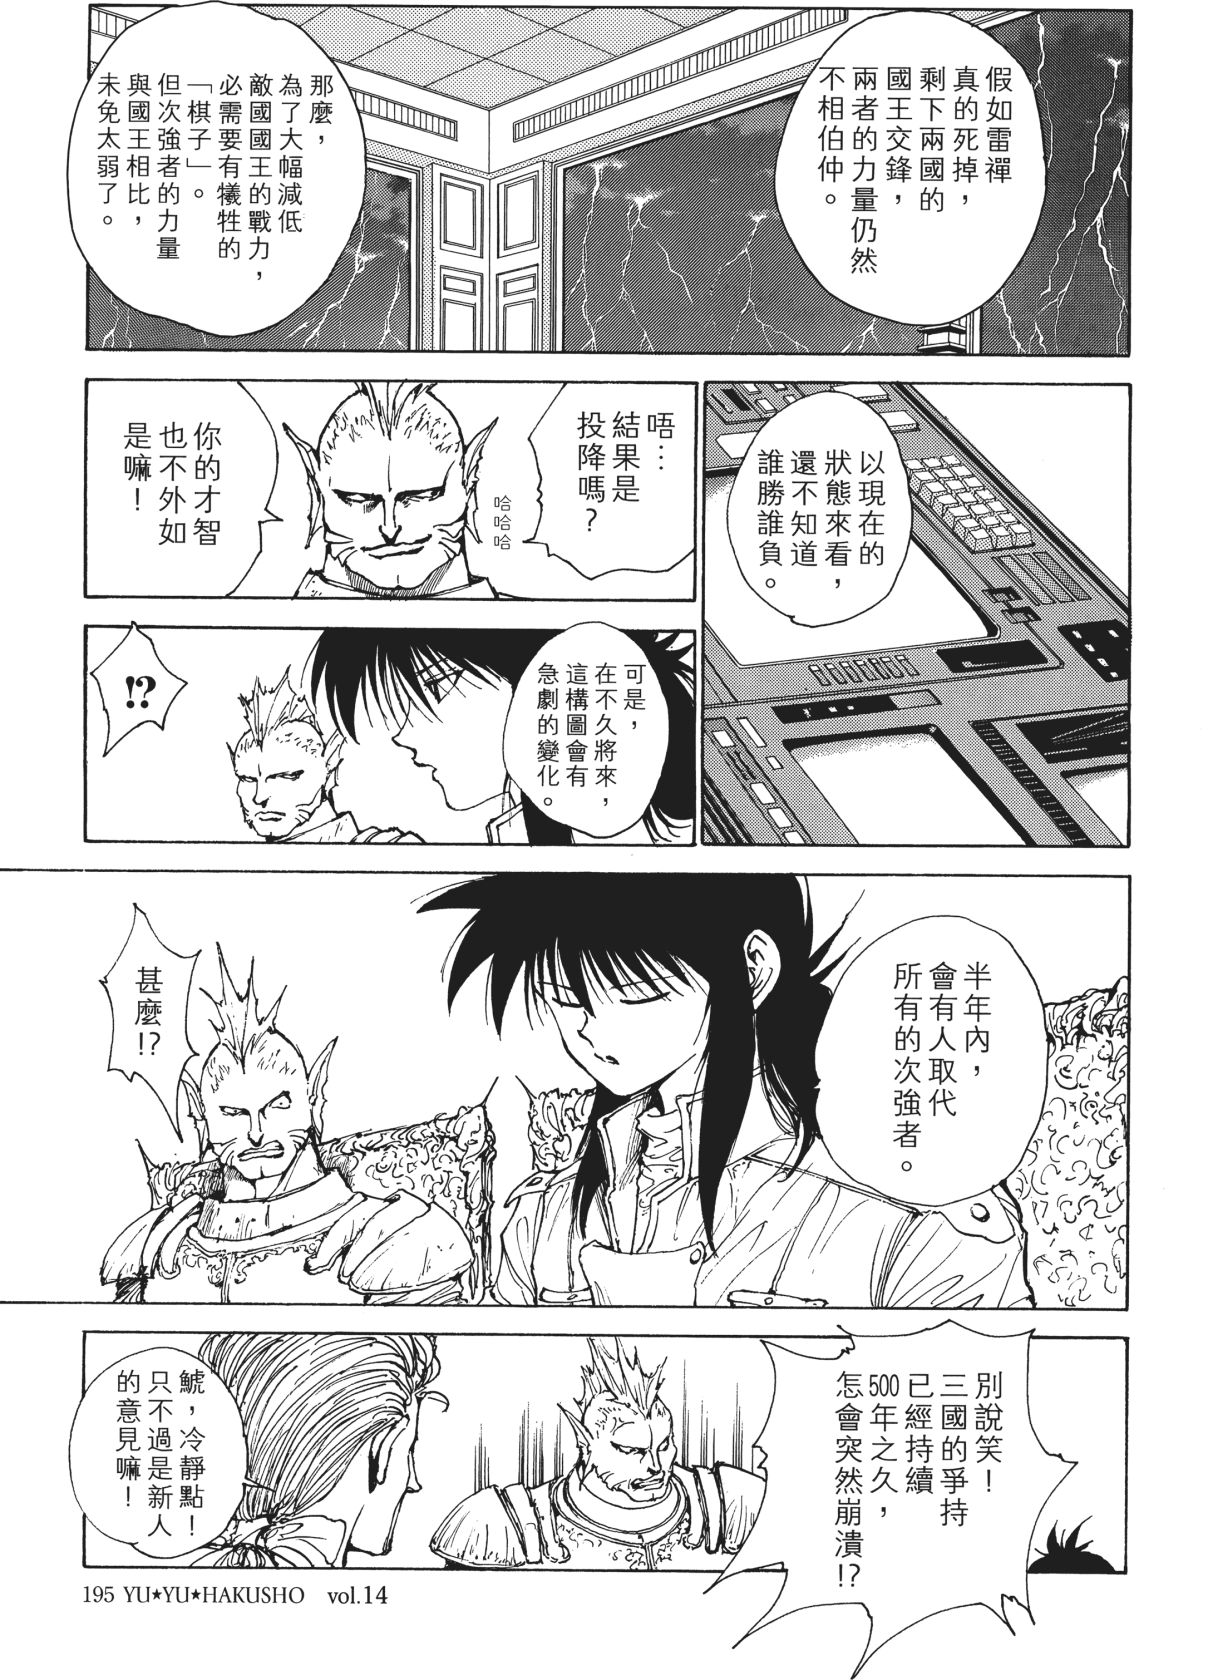 假如雷禪
真的死掉，
剩下兩國的
國王交鋒，
兩者的力量仍然
不相伯仲。
那麼，
為了大幅減低
敵國國王的戰力，
必需要有犧牲的
「棋子」。
但次強者的力量
與國王相比，
未免太弱了。
以現在的
狀態來看，
還不知道
誰勝誰負。
唔…
結果是
投降嗎？
哈哈哈
你的才智
也不外如
是嘛！
可是，
在不久將來，
這構圖會有
急劇的變化。
!?
半年內，
會有人取代
所有的次強者。
甚麼!?
別說笑！
三國的爭持
已經持續
500年之久，
怎會突然崩潰!?
鯱，冷靜點！
只不過是新人
的意見嘛！
195 YU★YU★HAKUSHO vol.14